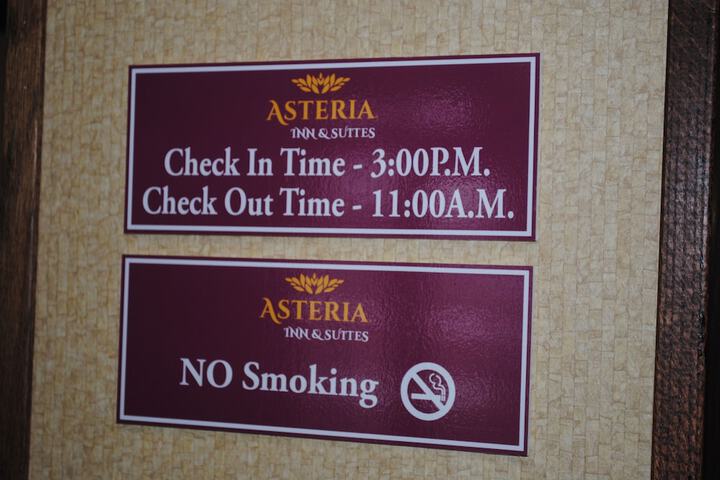 ASTERIA
INN & SUITES
Check In Time - 3:00P.M.
Check Out Time - 11:00A.M.
ASTERIA
INN & SUITES
NO Smoking